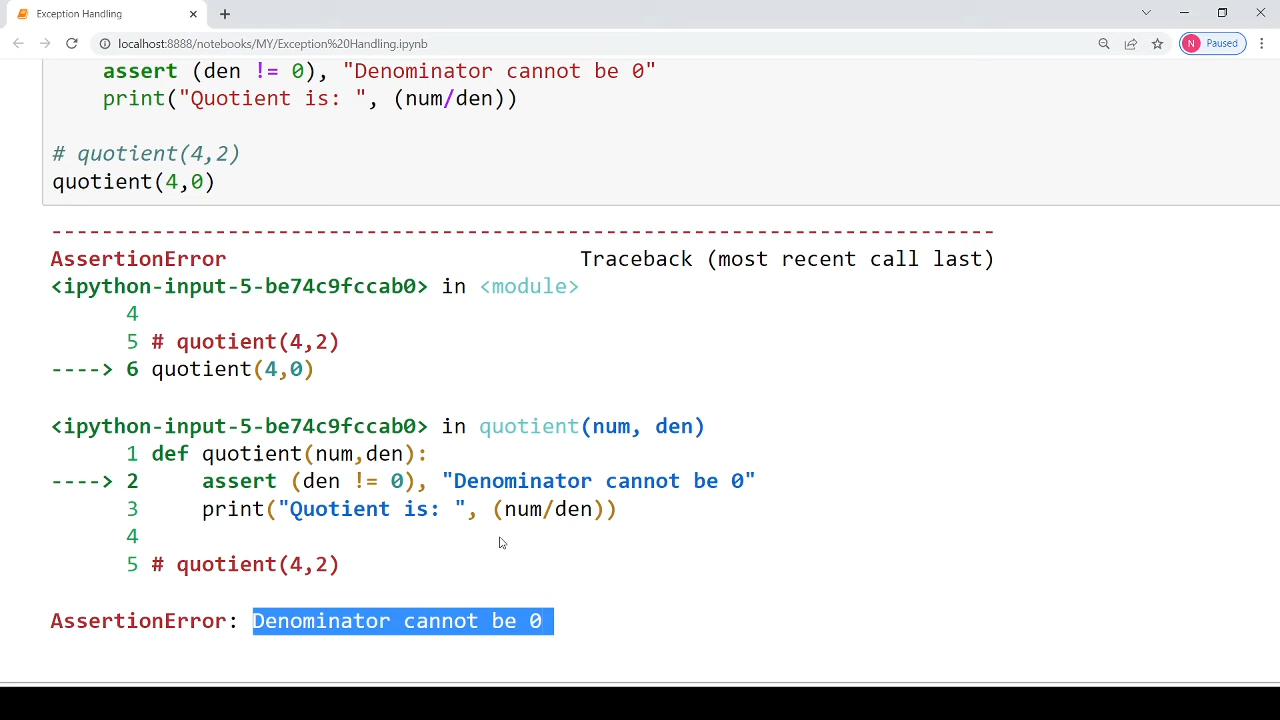 Exception Handling
localhost:8888/notebooks/MY/Exception%20Handling.ipynb
N Paused
assert (den != 0), "Denominator cannot be 0"
print("Quotient is: ", (num/den))
# quotient(4,2)
quotient(4,0)
---------------------------------------------------------------------------
AssertionError Traceback (most recent call last)
<ipython-input-5-be74c9fccab0> in <module>
4
5 # quotient(4,2)
----> 6 quotient(4,0)
<ipython-input-5-be74c9fccab0> in quotient(num, den)
1 def quotient(num,den):
----> 2 assert (den != 0), "Denominator cannot be 0"
3 print("Quotient is: ", (num/den))
4
5 # quotient(4,2)
AssertionError: Denominator cannot be 0